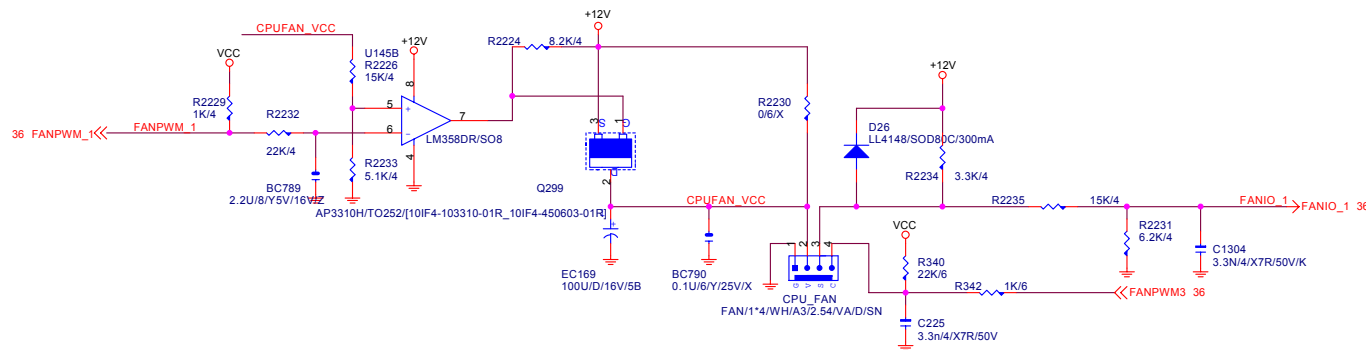 CPUFAN_VCC
VCC
R2229
1K/4
36 FANPWM_1
FANPWM_1
R2232
22K/4
BC789
2.2U/8/Y5V/16V/Z
U145B
R2226
15K/4
+12V
8
5
+
6
-
7
4
LM358DR/SO8
R2233
5.1K/4
R2224
8.2K/4
+12V
3
S
G
1
D
2
Q299
AP3310H/TO252/[10IF4-103310-01R_10IF4-450603-01R]
+
EC169
100U/D/16V/5B
CPUFAN_VCC
BC790
0.1U/6/Y/25V/X
R2230
0/6/X
1
2
3
4
G
V
S
C
CPU_FAN
FAN/1*4/WH/A3/2.54/VA/D/SN
+12V
D26
LL4148/SOD80C/300mA
R2234
3.3K/4
R2235
15K/4
FANIO_1
FANIO_1 36
R2231
6.2K/4
C1304
3.3N/4/X7R/50V/K
VCC
R340
22K/6
R342
1K/6
FANPWM3 36
C225
3.3n/4/X7R/50V